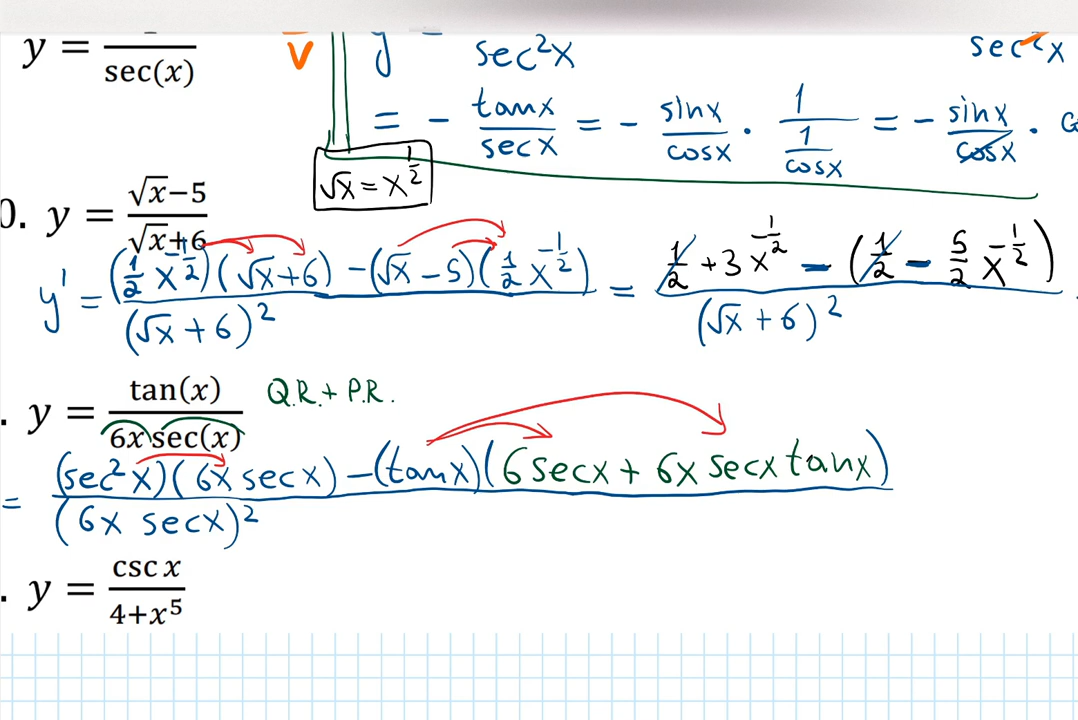 y = /sec(x) V y = /sec²x sec²x
= - tanx/secx = - sinx/cosx · 1/(1/cosx) = - sinx/cosx ·
√x = x^(1/2)
0. y = (√x−5)/(√x+6)
y' = ((1/2 x^(-1/2))(√x+6) - (√x - 5)(1/2 x^(-1/2)))/(√x + 6)² = (1/2 + 3x^(-1/2) - (1/2 - 5/2 x^(-1/2)))/(√x + 6)²
. y = tan(x)/(6x sec(x)) Q.R. + P.R.
= ((sec²x)(6x secx) - (tanx)(6secx + 6x secx tanx))/(6x secx)²
. y = csc x/(4+x⁵)